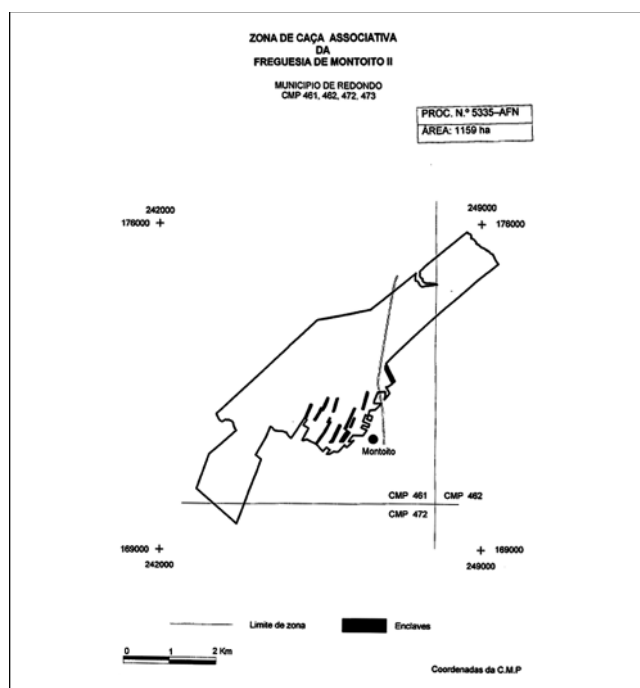 ZONA DE CAÇA ASSOCIATIVA
DA
FREGUESIA DE MONTOITO II
MUNICIPIO DE REDONDO
CMP 461, 462, 472, 473
PROC. N.º 5335-AFN
ÁREA: 1159 ha
242000
176000
249000
176000
Montoito
CMP 461
CMP 462
CMP 472
169000
242000
169000
249000
Limite de zona
Enclaves
0 1 2 Km
Coordenadas da C.M.P